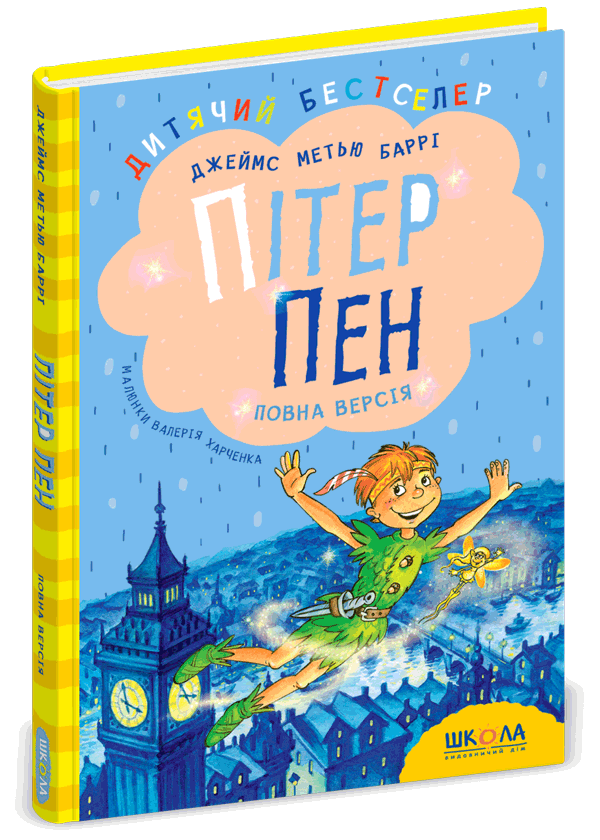 ДИТЯЧИЙ БЕСТСЕЛЕР
ДЖЕЙМС МЕТЬЮ БАРРІ
ПІТЕР
ПЕН
ПОВНА ВЕРСІЯ
МАЛЮНКИ ВАЛЕРІЯ ХАРЧЕНКА
ШКОЛА
видавничий дім
ДЖЕЙМС МЕТЬЮ БАРРІ
ПІТЕР ПЕН
ПОВНА ВЕРСІЯ
ШКОЛА